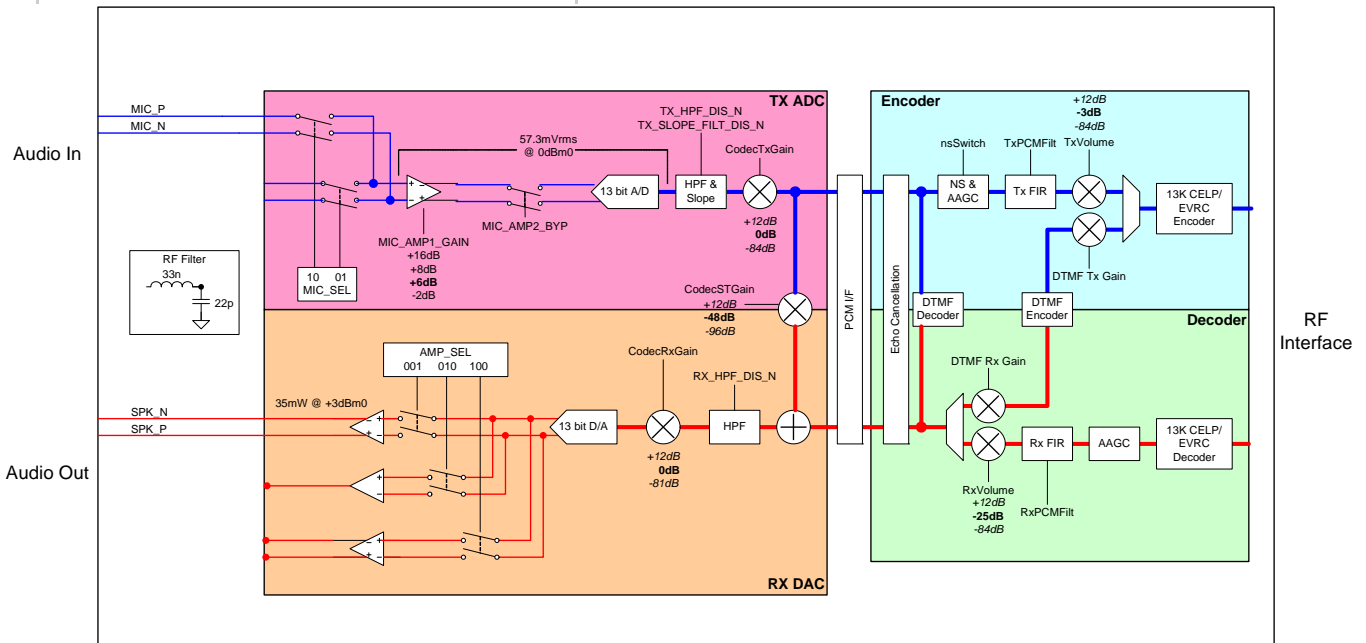 TX ADC
Encoder
MIC_P
MIC_N
Audio In
57.3mVrms
@ 0dBm0
TX_HPF_DIS_N
TX_SLOPE_FILT_DIS_N
CodecTxGain
+12dB
-3dB
-84dB
TxVolume
nsSwitch
TxPCMFilt
13 bit A/D
HPF &
Slope
NS &
AAGC
Tx FIR
13K CELP/
EVRC
Encoder
MIC_AMP2_BYP
MIC_AMP1_GAIN
+16dB
+8dB
+6dB
-2dB
+12dB
0dB
-84dB
DTMF Tx Gain
RF Filter
33n
22p
10 01
MIC_SEL
CodecSTGain
+12dB
-48dB
-96dB
PCM I/F
Echo Cancellation
DTMF
Decoder
DTMF
Encoder
Decoder
RF
Interface
AMP_SEL
001 010 100
CodecRxGain
RX_HPF_DIS_N
DTMF Rx Gain
SPK_N
SPK_P
35mW @ +3dBm0
13 bit D/A
HPF
Rx FIR
AAGC
13K CELP/
EVRC
Decoder
+12dB
0dB
-81dB
Audio Out
RxVolume
+12dB
-25dB
-84dB
RxPCMFilt
RX DAC